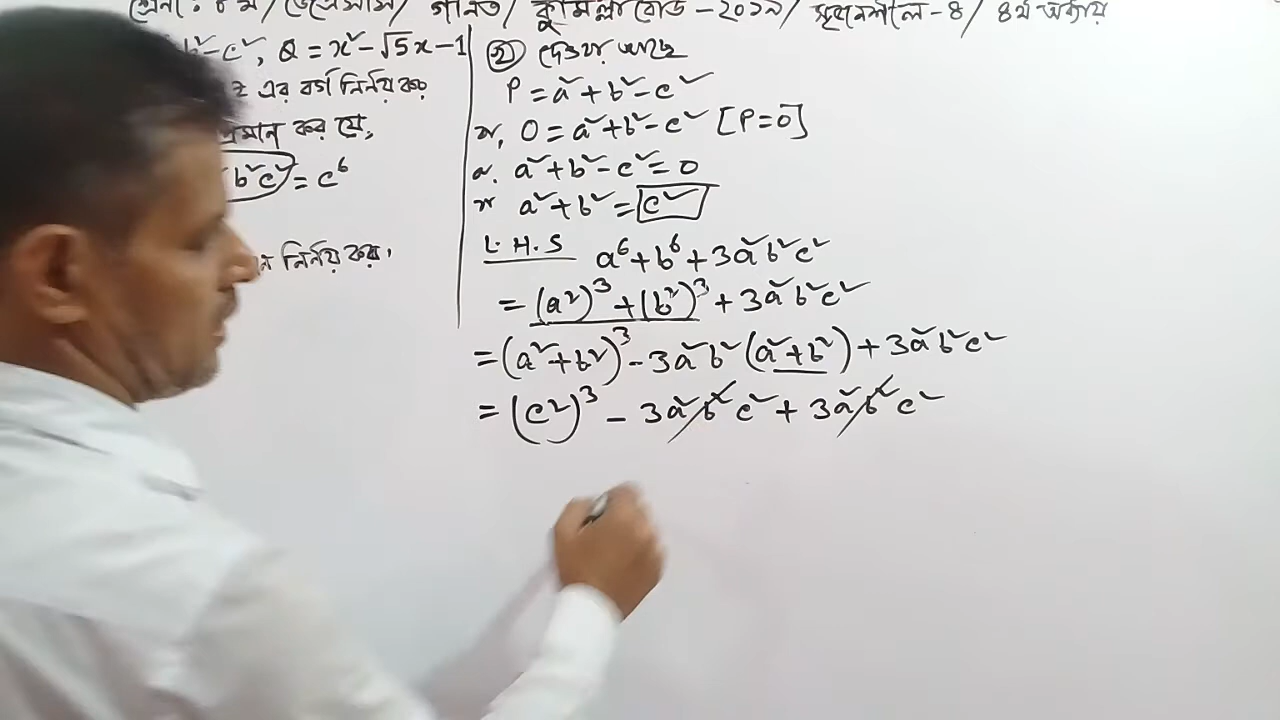 ৮ম / জেএসসি / গণিত / কুমিল্লা বোর্ড - ২০১৯ / সৃজনশীল - ৪ / ৪র্থ অধ্যায়
b² - c², Q = x² - √5x - 1
এর বর্গ নির্ণয় কর
প্রমাণ কর যে,
b²c² = c⁶
নির্ণয় কর।
(খ) দেওয়া আছে
P = a² + b² - c²
বা, 0 = a² + b² - c² [P = 0]
বা, a² + b² - c² = 0
বা a² + b² = c²
L.H.S a⁶ + b⁶ + 3a²b²c²
= (a²)³ + (b²)³ + 3a²b²c²
= (a² + b²)³ - 3a²b²(a² + b²) + 3a²b²c²
= (c²)³ - 3a²b²c² + 3a²b²c²